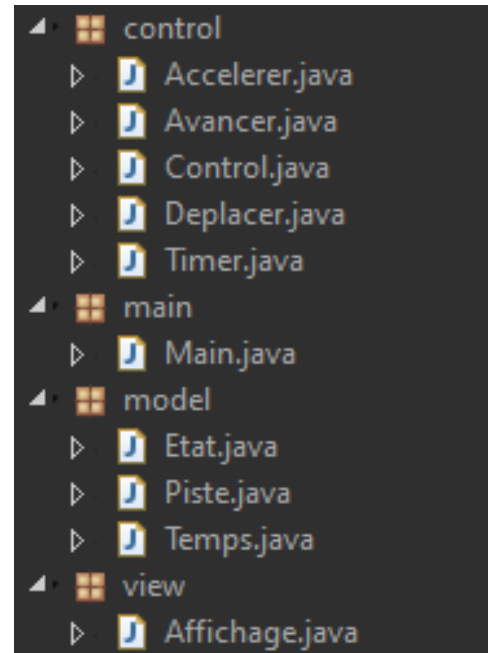 control
Accelerer.java
Avancer.java
Control.java
Deplacer.java
Timer.java
main
Main.java
model
Etat.java
Piste.java
Temps.java
view
Affichage.java